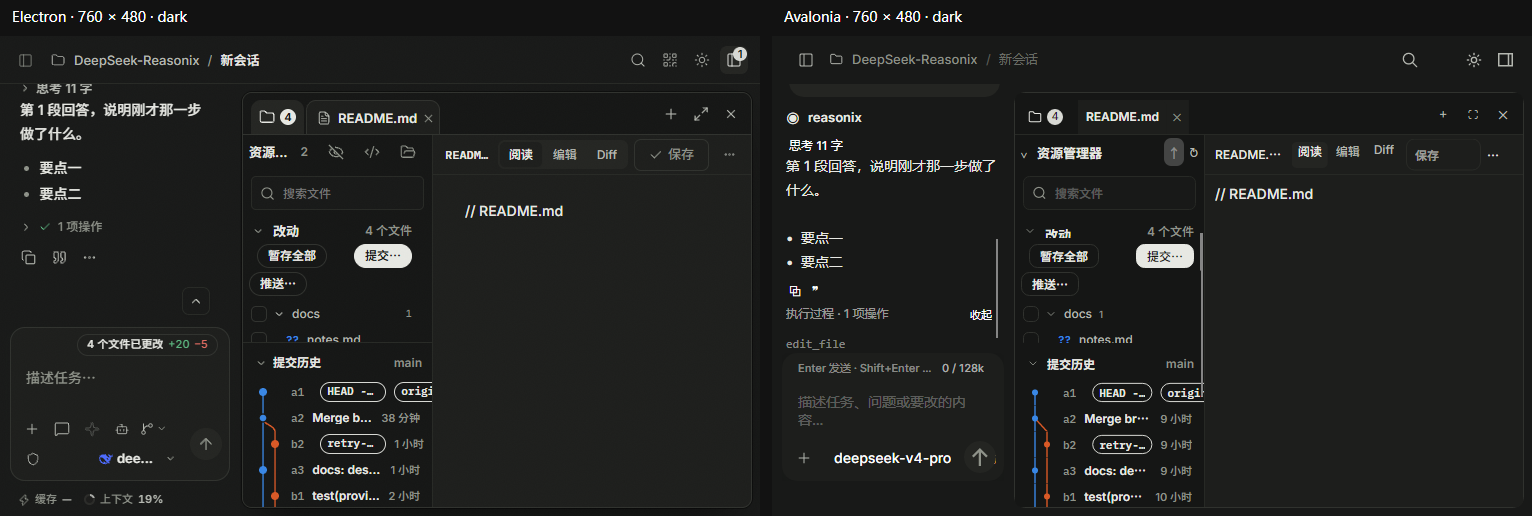 Electron · 760 × 480 · dark
DeepSeek-Reasonix / 新会话
1
思考 11 字
第 1 段回答，说明刚才那一步
做了什么。
要点一
要点二
1 项操作
4 个文件已更改 +20 −5
描述任务…
dee...
缓存 — 上下文 19%
4
README.md
资源... 2
搜索文件
改动 4 个文件
暂存全部 提交…
推送…
docs 1
?? notes.md
提交历史 main
a1 HEAD -… origi
a2 Merge b... 38 分钟
b2 retry-… 1 小时
a3 docs: des... 1 小时
b1 test(provi... 2 小时
READM... 阅读 编辑 Diff 保存 ...
// README.md
Avalonia · 760 × 480 · dark
DeepSeek-Reasonix / 新会话
reasonix
思考 11 字
第 1 段回答，说明刚才那一步做了
什么。
要点一
要点二
执行过程 · 1 项操作 收起
edit_file
Enter 发送 · Shift+Enter ... 0 / 128k
描述任务、问题或要改的内
容...
deepseek-v4-pro
4
README.md
资源管理器
搜索文件
改动 4 个文件
暂存全部 提交…
推送…
docs 1
?? notes.md
提交历史 main
a1 HEAD -… origi
a2 Merge br… 9 小时
b2 retry-… 9 小时
a3 docs: de… 9 小时
b1 test(pro… 10 小时
README.… 阅读 编辑 Diff 保存 ...
// README.md